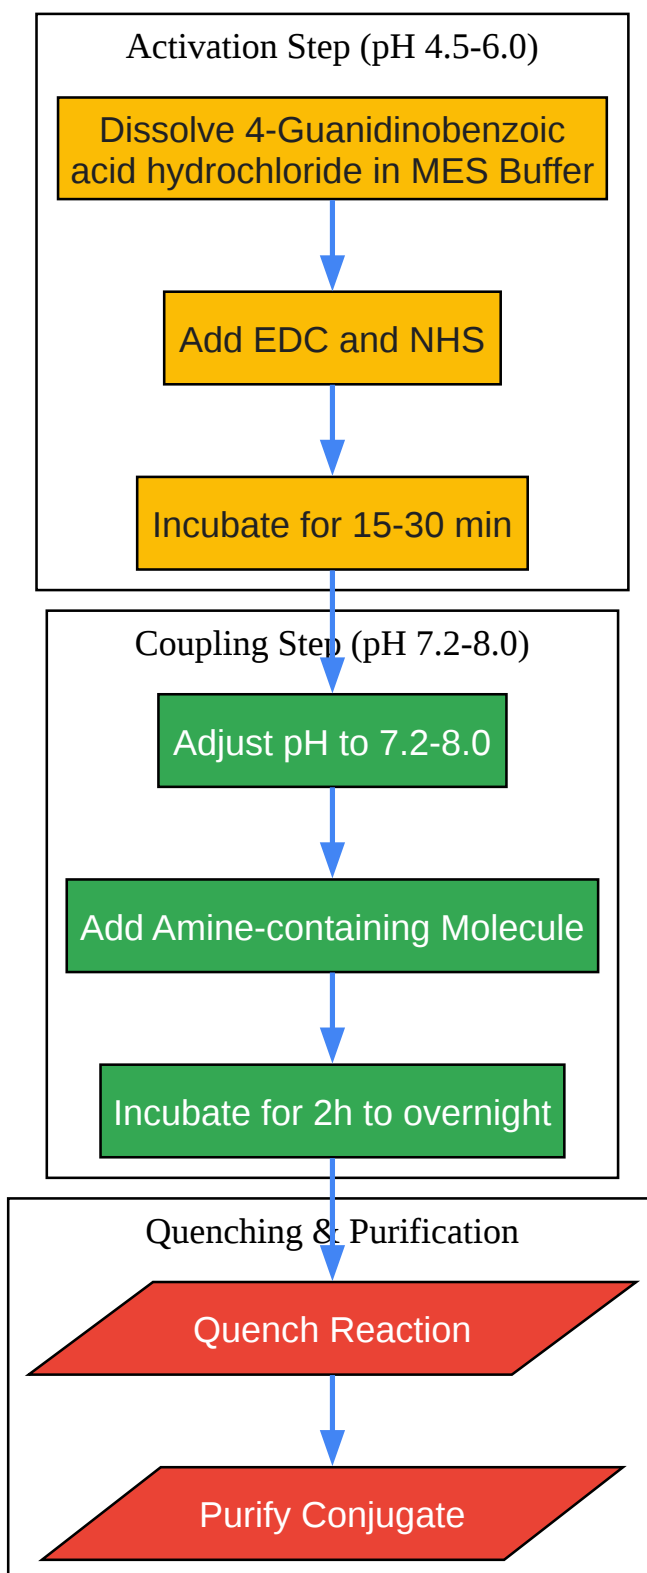 Activation Step (pH 4.5-6.0)
Dissolve 4-Guanidinobenzoic
acid hydrochloride in MES Buffer
Add EDC and NHS
Incubate for 15-30 min
Coupling Step (pH 7.2-8.0)
Adjust pH to 7.2-8.0
Add Amine-containing Molecule
Incubate for 2h to overnight
Quenching & Purification
Quench Reaction
Purify Conjugate